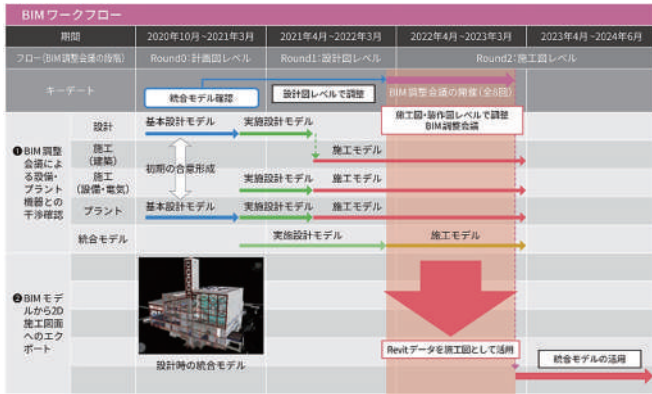 BIMワークフロー
期間 2020年10月~2021年3月 2021年4月~2022年3月 2022年4月~2023年3月 2023年4月~2024年6月
フロー(BIM調整会議の段階) Round0:計画図レベル Round1:設計図レベル Round2:施工図レベル
キーデート
統合モデル確認
設計図レベルで調整
BIM調整会議の開催(全8回)
施工図・製作図レベルで調整
BIM調整会議
❶BIM調整
会議によ
る設備・
プラント
機器との
干渉確認
設計 基本設計モデル 実施設計モデル
施工
(建築)
施工モデル
初期の合意形成
施工
(設備・電気)
実施設計モデル 施工モデル
プラント 基本設計モデル 実施設計モデル 施工モデル
統合モデル 実施設計モデル 施工モデル
❷BIMモデ
ルから2D
施工図面
へのエク
ポート
設計時の統合モデル
Revitデータを施工図として活用
統合モデルの活用